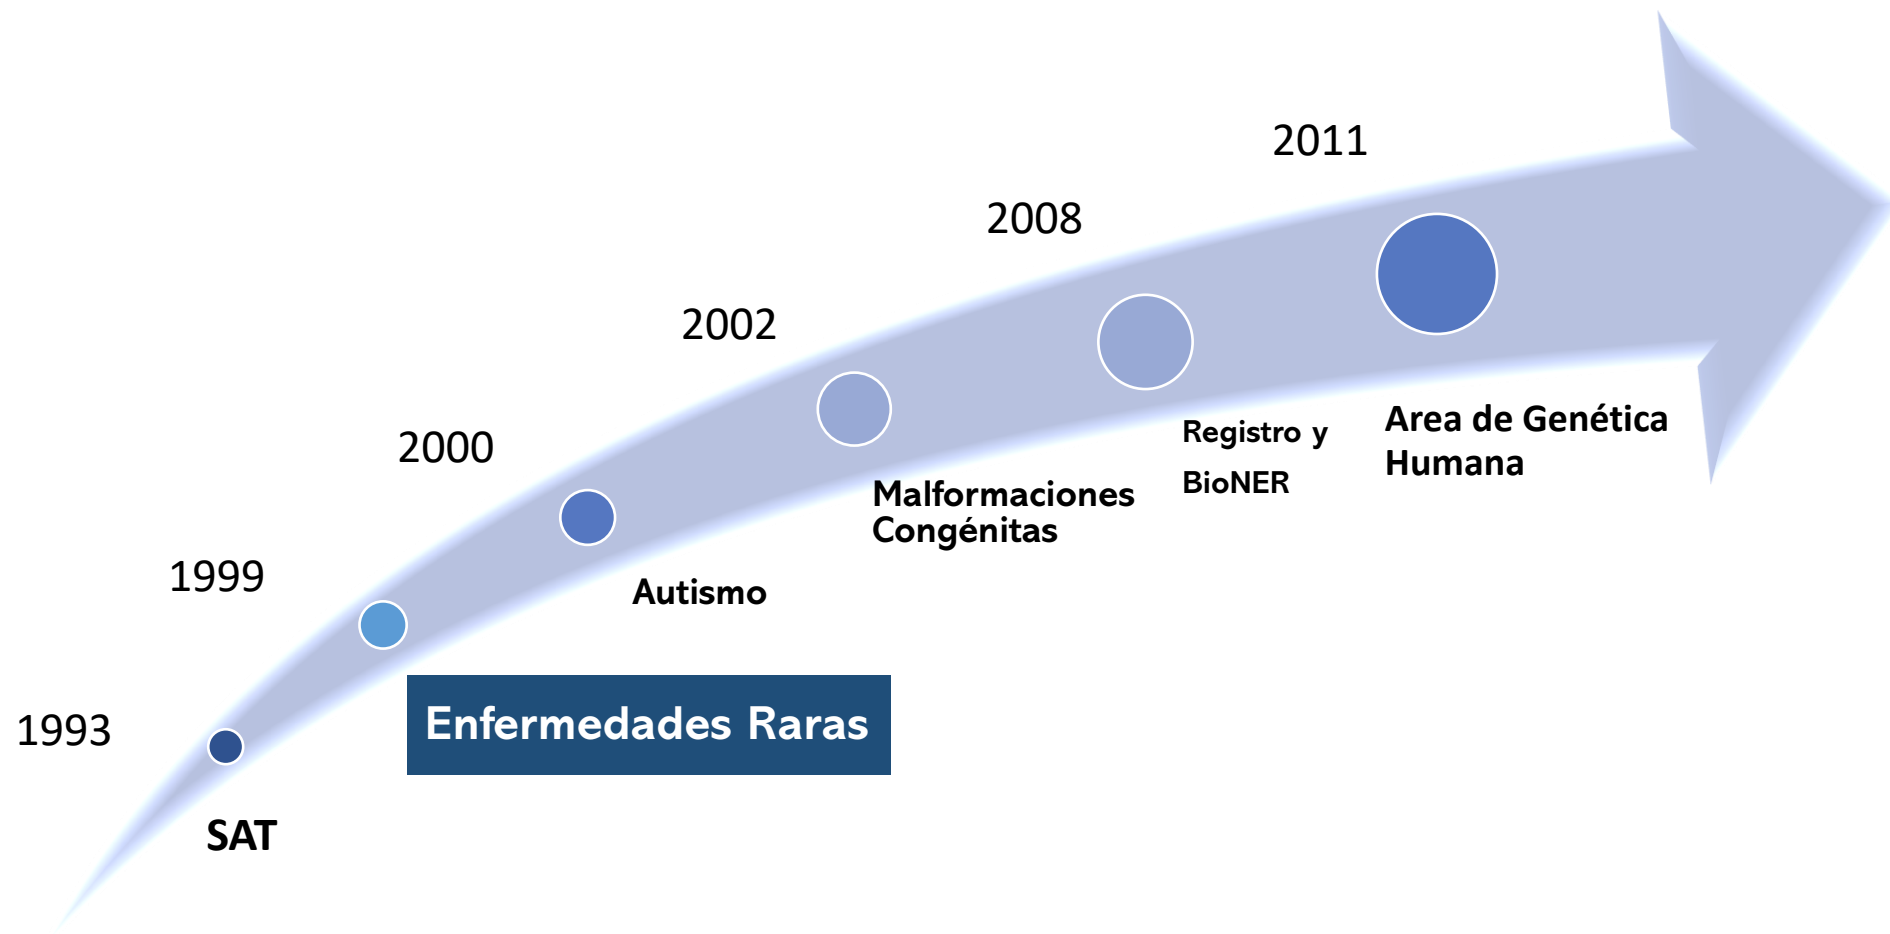 1993
SAT
1999
Enfermedades Raras
2000
Autismo
2002
Malformaciones
Congénitas
2008
Registro y
BioNER
2011
Area de Genética
Humana